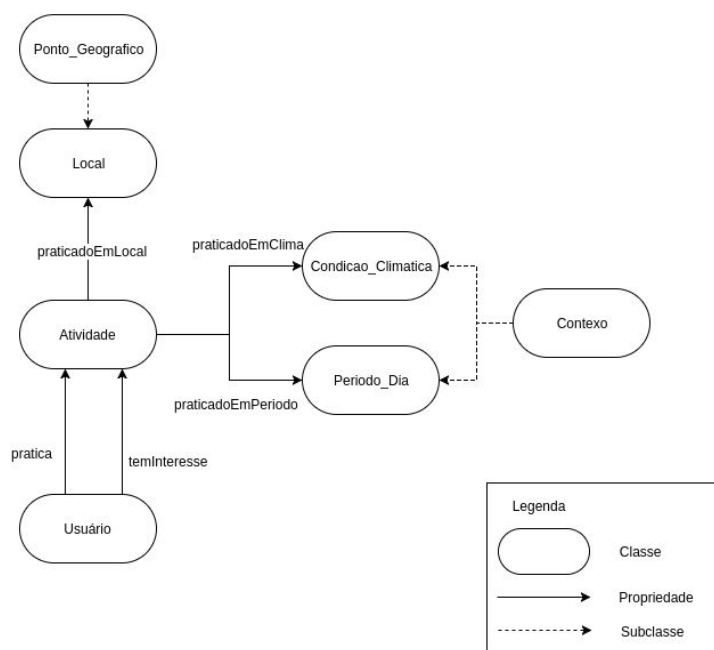 Ponto_Geografico
Local
praticadoEmLocal
praticadoEmClima
Condicao_Climatica
Atividade
Contexo
Periodo_Dia
praticadoEmPeriodo
pratica
temInteresse
Usuário
Legenda
Classe
Propriedade
Subclasse